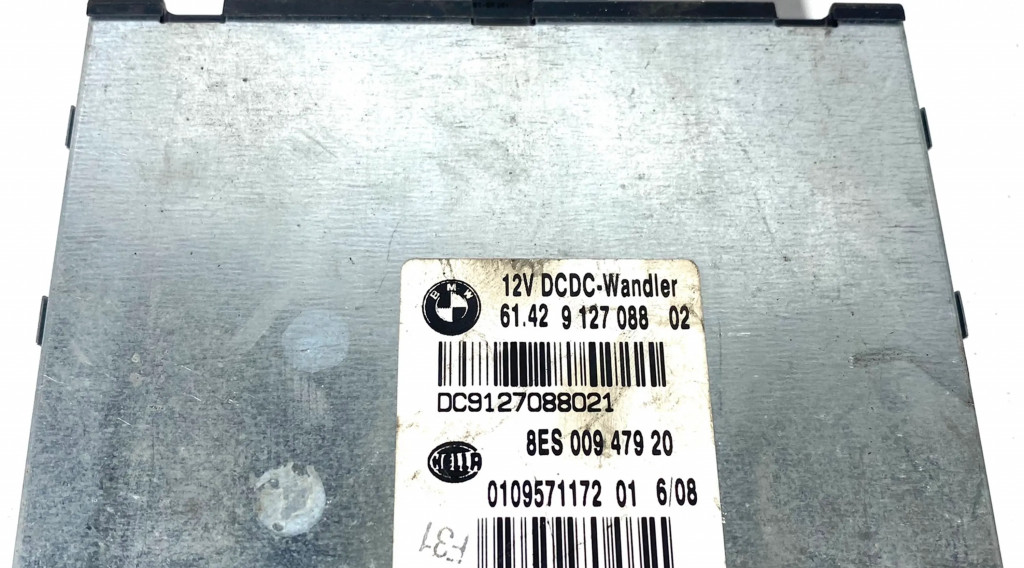 BMW
12V DCDC-Wandler
61.42 9 127 088 02
DC9127088021
8ES 009 479 20
HELLA
0109571172 01 6/08
F31